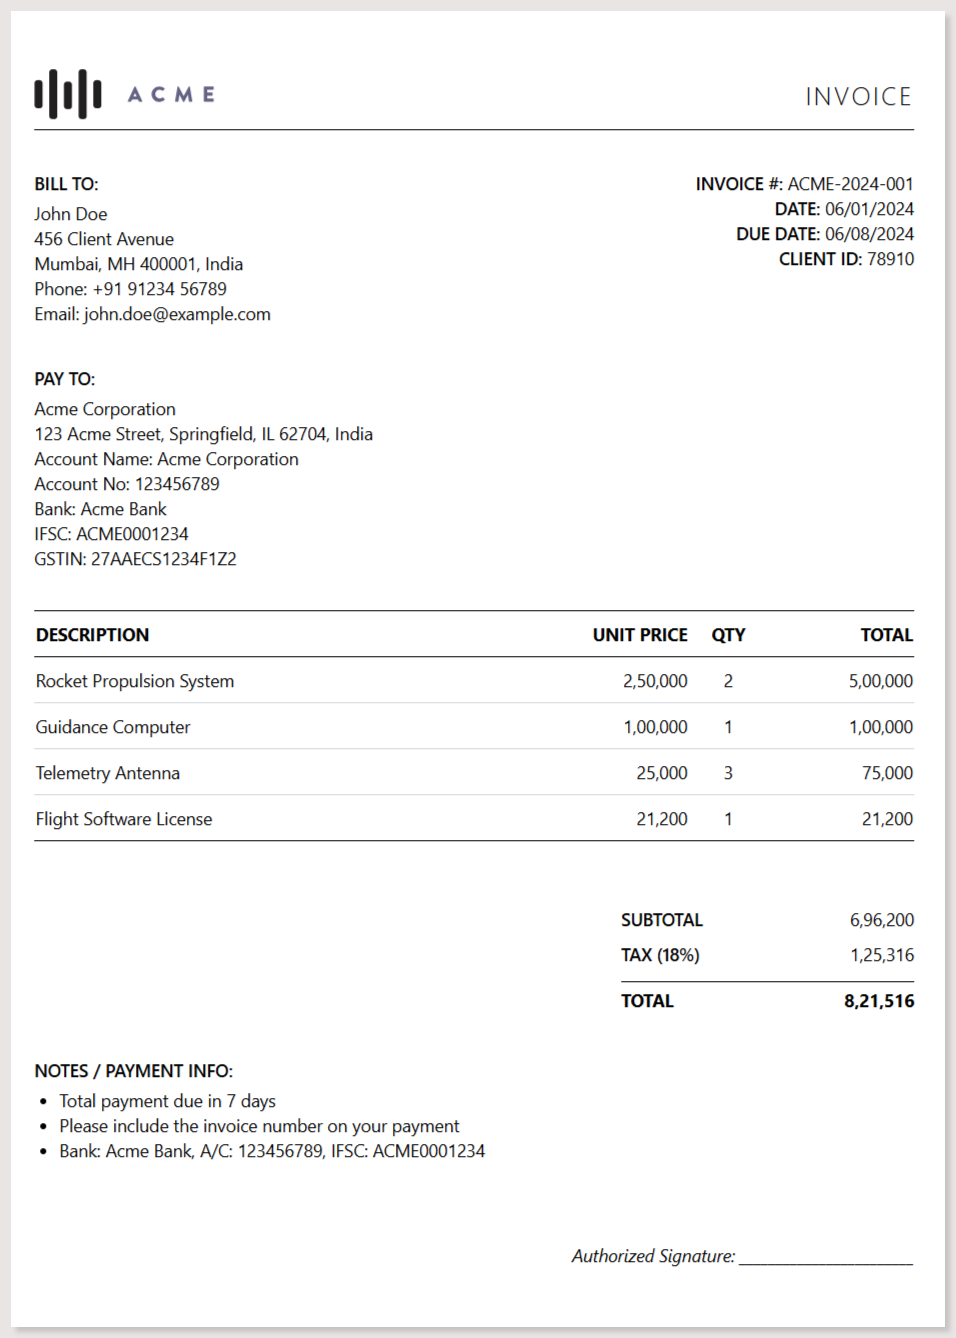 ACME
INVOICE
BILL TO:
John Doe
456 Client Avenue
Mumbai, MH 400001, India
Phone: +91 91234 56789
Email: john.doe@example.com
INVOICE #: ACME-2024-001
DATE: 06/01/2024
DUE DATE: 06/08/2024
CLIENT ID: 78910
PAY TO:
Acme Corporation
123 Acme Street, Springfield, IL 62704, India
Account Name: Acme Corporation
Account No: 123456789
Bank: Acme Bank
IFSC: ACME0001234
GSTIN: 27AAECS1234F1Z2
DESCRIPTION UNIT PRICE QTY TOTAL
Rocket Propulsion System 2,50,000 2 5,00,000
Guidance Computer 1,00,000 1 1,00,000
Telemetry Antenna 25,000 3 75,000
Flight Software License 21,200 1 21,200
SUBTOTAL 6,96,200
TAX (18%) 1,25,316
TOTAL 8,21,516
NOTES / PAYMENT INFO:
• Total payment due in 7 days
• Please include the invoice number on your payment
• Bank: Acme Bank, A/C: 123456789, IFSC: ACME0001234
Authorized Signature: ____________________